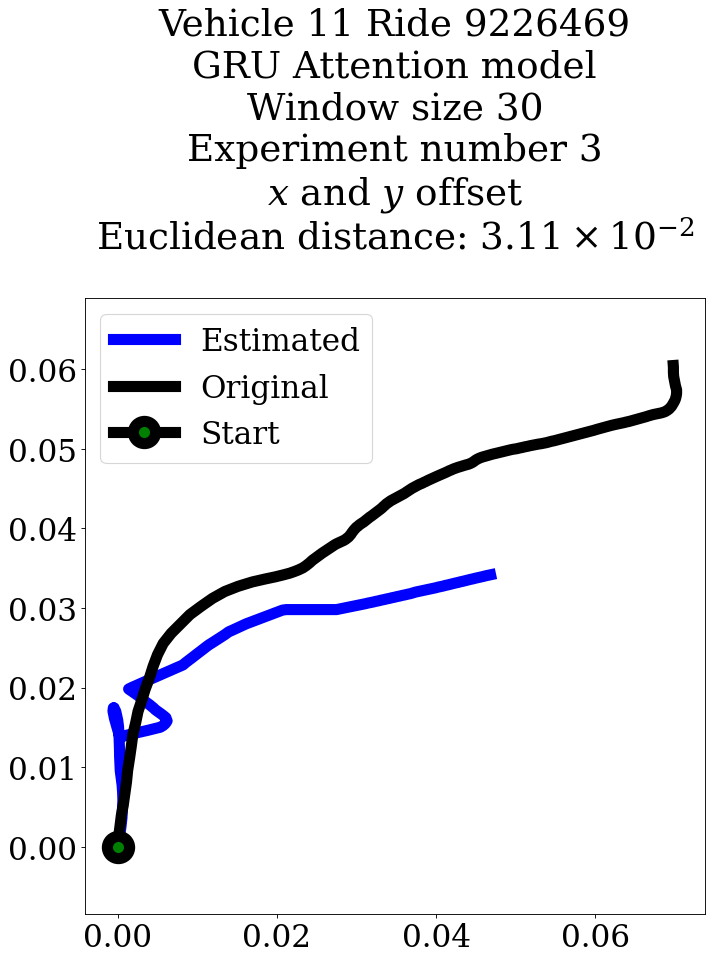 Vehicle 11 Ride 9226469
GRU Attention model
Window size 30
Experiment number 3
x and y offset
Euclidean distance: 3.11 × 10⁻²
Estimated
Original
Start
0.06
0.05
0.04
0.03
0.02
0.01
0.00
0.00 0.02 0.04 0.06